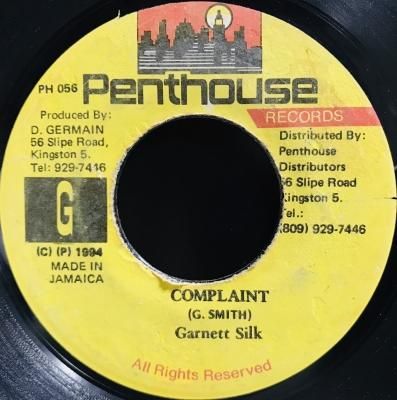 PH 056
Penthouse
RECORDS
Produced By:
D. GERMAIN
56 Slipe Road,
Kingston 5.
Tel: 929-7416
Distributed By:
Penthouse
Distributors
56 Slipe Road
Kingston 5.
Tel.:
(809) 929-7446
G
(C) (P) 1994
MADE IN
JAMAICA
COMPLAINT
(G. SMITH)
Garnett Silk
All Rights Reserved